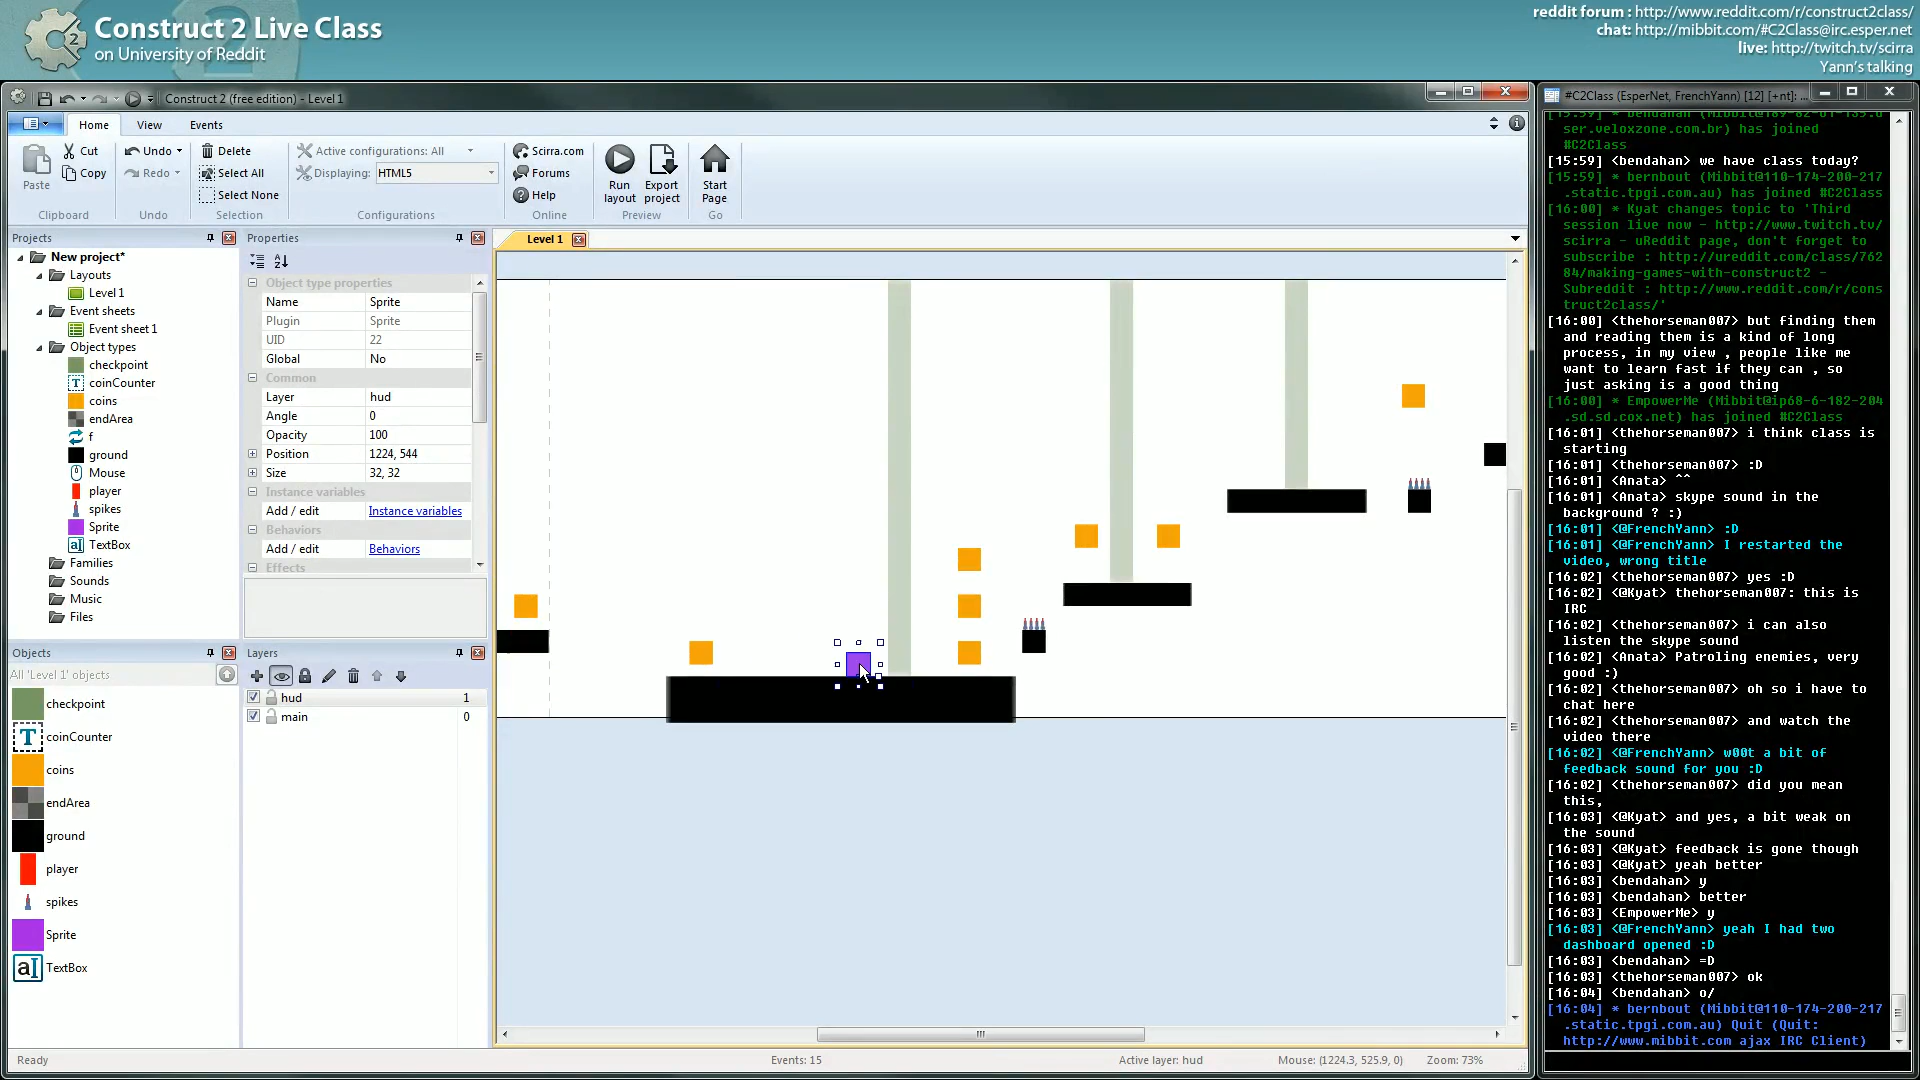 Construct 2 Live Class
on University of Reddit
reddit forum : http://www.reddit.com/r/construct2class/
chat: http://mibbit.com/#C2Class@irc.esper.net
live: http://twitch.tv/scirra
Yann's talking
Construct 2 (free edition) - Level 1
Home
View
Events
Paste
Cut
Copy
Clipboard
Undo
Redo
Undo
Delete
Select All
Select None
Selection
Active configurations: All
Displaying:
HTML5
Configurations
Scirra.com
Forums
Help
Online
Run
layout
Export
project
Preview
Start
Page
Go
Projects
New project*
Layouts
Level 1
Event sheets
Event sheet 1
Object types
checkpoint
coinCounter
coins
endArea
f
ground
Mouse
player
spikes
Sprite
TextBox
Families
Sounds
Music
Files
Properties
Object type properties
Name Sprite
Plugin Sprite
UID 22
Global No
Common
Layer hud
Angle 0
Opacity 100
Position 1224, 544
Size 32, 32
Instance variables
Add / edit Instance variables
Behaviors
Add / edit Behaviors
Effects
Level 1
Objects
All 'Level 1' objects
checkpoint
coinCounter
coins
endArea
ground
player
spikes
Sprite
TextBox
Layers
hud 1
main 0
Ready
Events: 15
Active layer: hud
Mouse: (1224.3, 525.9, 0)
Zoom: 73%
#C2Class (EsperNet, FrenchYann) [12] [+nt]: ...
ser.veloxzone.com.br) has joined
#C2Class
[15:59] <bendahan> we have class today?
[15:59] * bernbout (Mibbit@110-174-200-217
.static.tpgi.com.au) has joined #C2Class
[16:00] * Kyat changes topic to 'Third
session live now - http://www.twitch.tv/
scirra - uReddit page, don't forget to
subscribe : http://ureddit.com/class/762
84/making-games-with-construct2 -
Subreddit : http://www.reddit.com/r/cons
truct2class/'
[16:00] <thehorseman007> but finding them
and reading them is a kind of long
process, in my view , people like me
want to learn fast if they can , so
just asking is a good thing
[16:00] * EmpowerMe (Mibbit@ip68-6-182-204
.sd.sd.cox.net) has joined #C2Class
[16:01] <thehorseman007> i think class is
starting
[16:01] <thehorseman007> :D
[16:01] <Anata> ^^
[16:01] <Anata> skype sound in the
background ? :)
[16:01] <@FrenchYann> :D
[16:01] <@FrenchYann> I restarted the
video, wrong title
[16:02] <thehorseman007> yes :D
[16:02] <@Kyat> thehorseman007: this is
IRC
[16:02] <thehorseman007> i can also
listen the skype sound
[16:02] <Anata> Patroling enemies, very
good :)
[16:02] <thehorseman007> oh so i have to
chat here
[16:02] <thehorseman007> and watch the
video there
[16:02] <@FrenchYann> w00t a bit of
feedback sound for you :D
[16:02] <thehorseman007> did you mean
this,
[16:03] <@Kyat> and yes, a bit weak on
the sound
[16:03] <@Kyat> feedback is gone though
[16:03] <@Kyat> yeah better
[16:03] <bendahan> y
[16:03] <bendahan> better
[16:03] <EmpowerMe> y
[16:03] <@FrenchYann> yeah I had two
dashboard opened :D
[16:03] <bendahan> =D
[16:03] <thehorseman007> ok
[16:04] <bendahan> o/
[16:04] * bernbout (Mibbit@110-174-200-217
.static.tpgi.com.au) Quit (Quit:
http://www.mibbit.com ajax IRC Client)